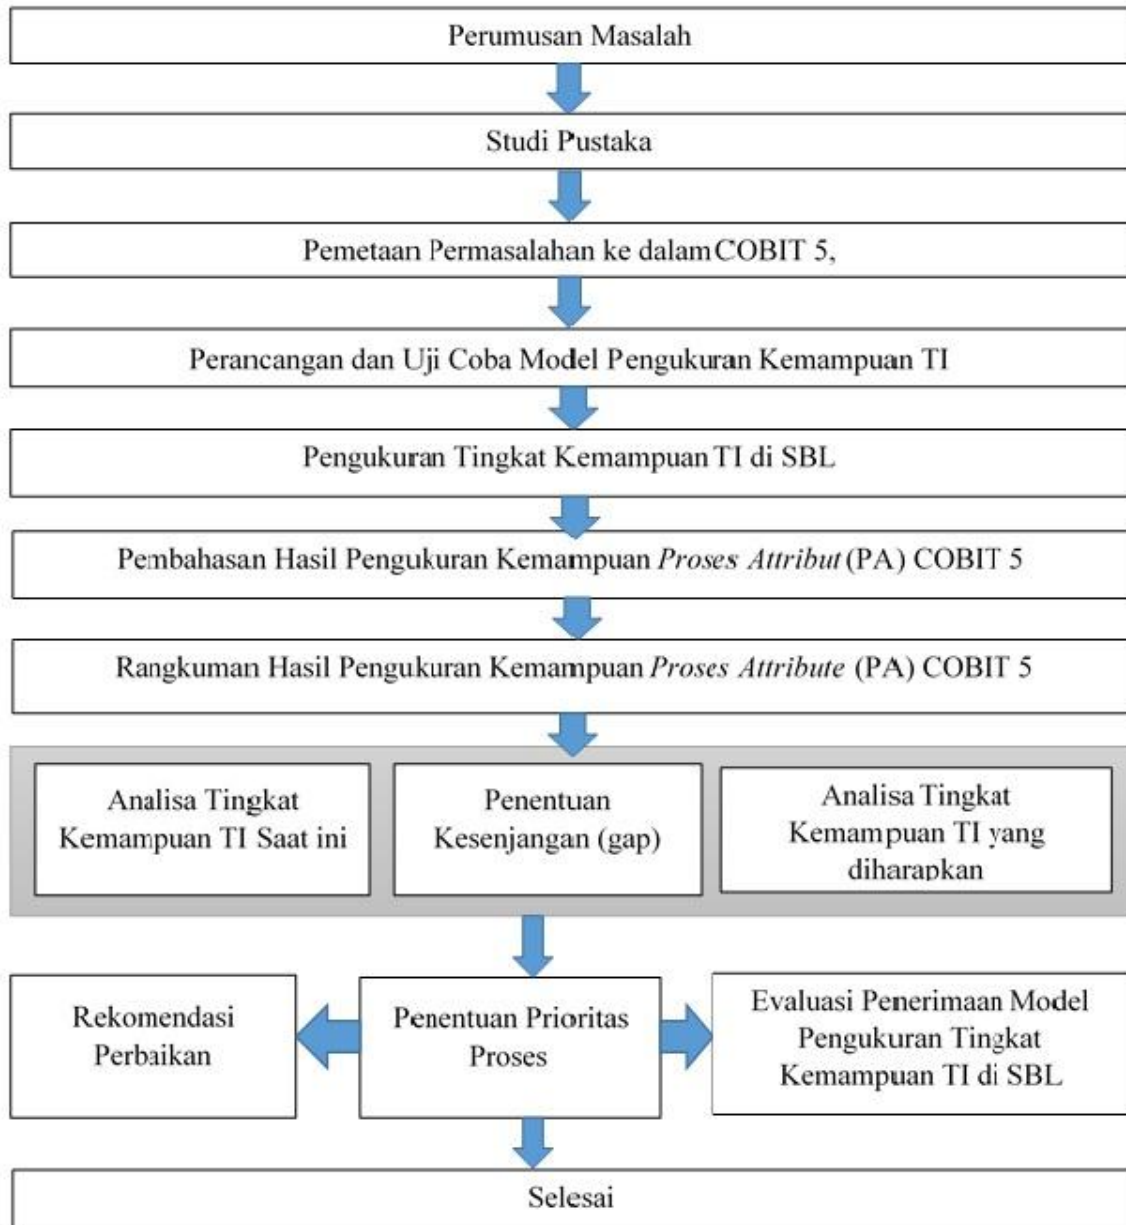 Perumusan Masalah
Studi Pustaka
Pemetaan Permasalahan ke dalam COBIT 5,
Perancangan dan Uji Coba Model Pengukuran Kemampuan TI
Pengukuran Tingkat Kemampuan TI di SBL
Pembahasan Hasil Pengukuran Kemampuan Proses Attribut (PA) COBIT 5
Rangkuman Hasil Pengukuran Kemampuan Proses Attribute (PA) COBIT 5
Analisa Tingkat
Kemampuan TI Saat ini
Penentuan
Kesenjangan (gap)
Analisa Tingkat
Kemampuan TI yang
diharapkan
Rekomendasi
Perbaikan
Penentuan Prioritas
Proses
Evaluasi Penerimaan Model
Pengukuran Tingkat
Kemampuan TI di SBL
Selesai